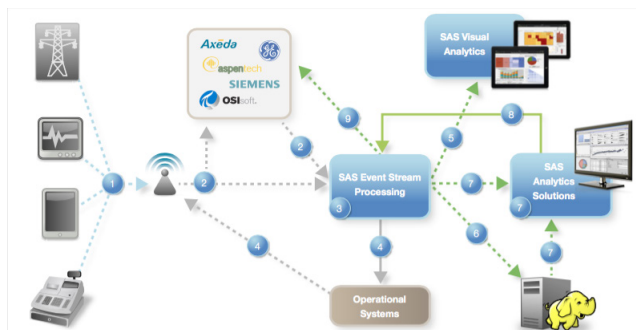 Axeda
aspentech
SIEMENS
OSIsoft.
SAS Visual
Analytics
9
8
2
5
1
2
SAS Event Stream
Processing
3
7
SAS
Analytics
Solutions
7
4
4
6
7
Operational
Systems